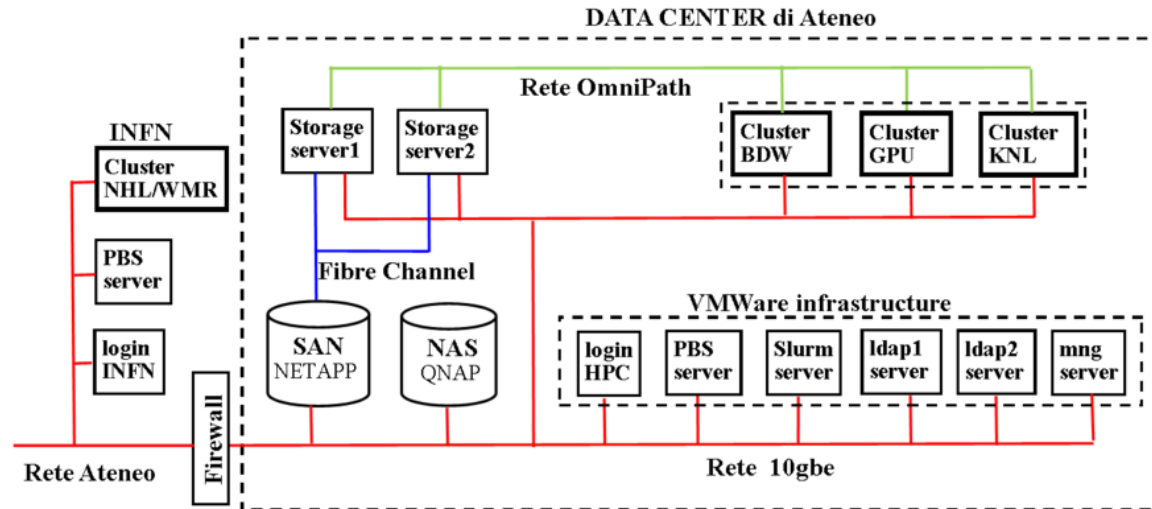 DATA CENTER di Ateneo
Rete OmniPath
INFN
Cluster
NHL/WMR
PBS
server
login
INFN
Storage
server1
Storage
server2
Cluster
BDW
Cluster
GPU
Cluster
KNL
Fibre Channel
SAN
NETAPP
NAS
QNAP
VMWare infrastructure
login
HPC
PBS
server
Slurm
server
ldap1
server
ldap2
server
mng
server
Firewall
Rete Ateneo
Rete 10gbe